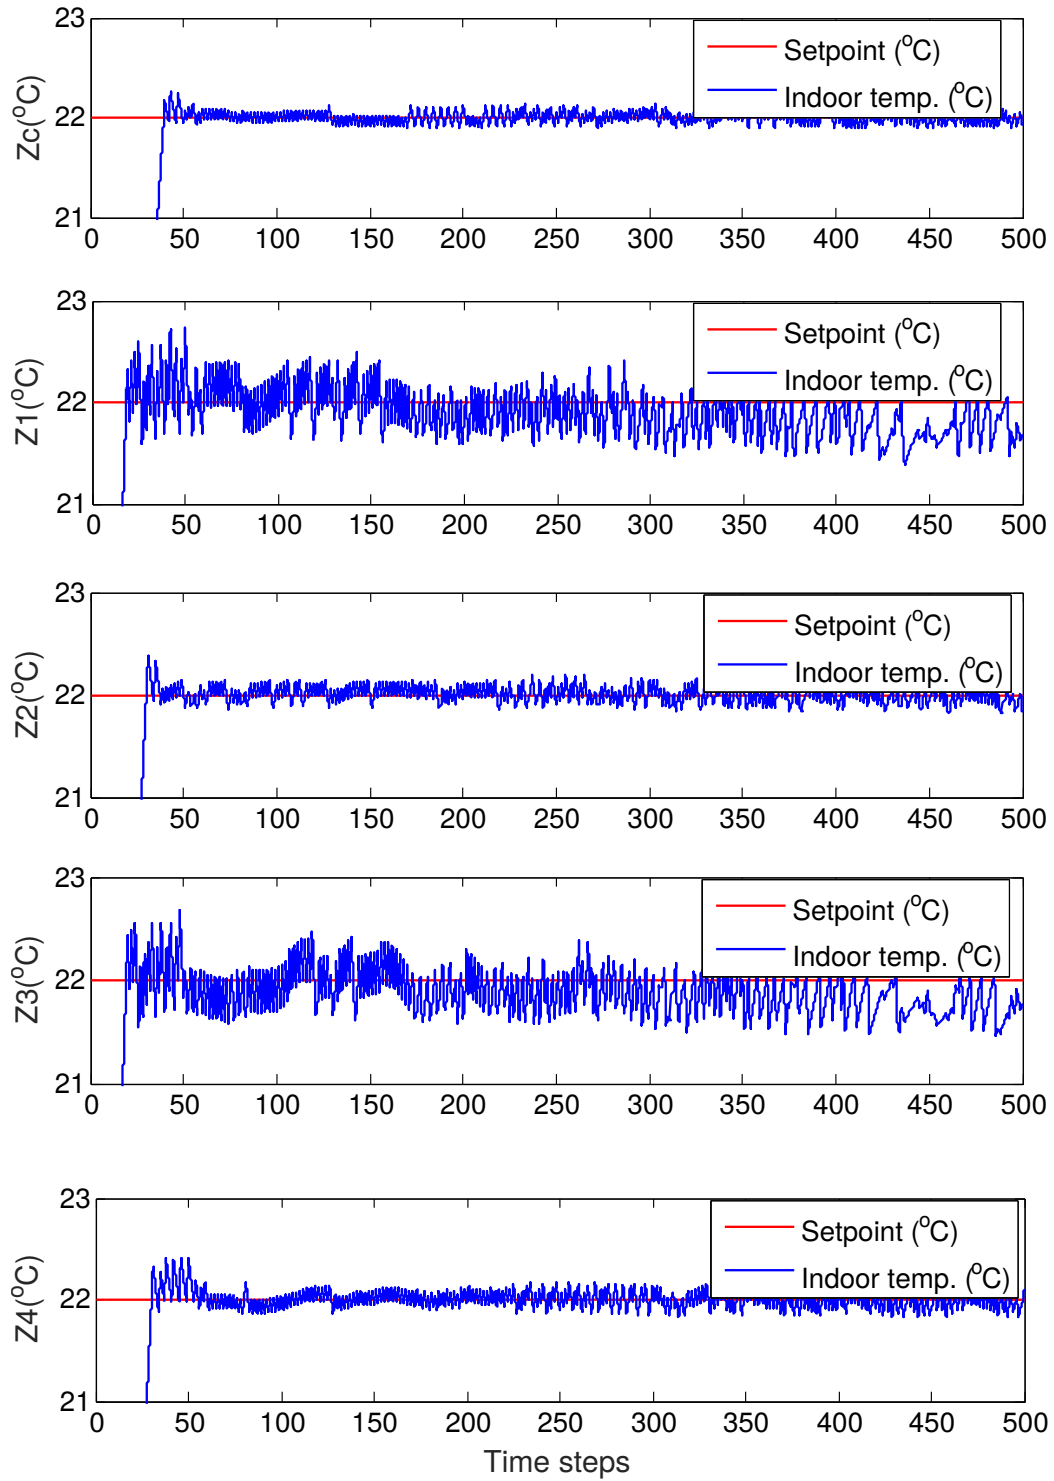 23
Setpoint (°C)
Indoor temp. (°C)
22
21
Zc(°C)
0 50 100 150 200 250 300 350 400 450 500
23
Setpoint (°C)
Indoor temp. (°C)
22
21
Z1(°C)
0 50 100 150 200 250 300 350 400 450 500
23
Setpoint (°C)
Indoor temp. (°C)
22
21
Z2(°C)
0 50 100 150 200 250 300 350 400 450 500
23
Setpoint (°C)
Indoor temp. (°C)
22
21
Z3(°C)
0 50 100 150 200 250 300 350 400 450 500
23
Setpoint (°C)
Indoor temp. (°C)
22
21
Z4(°C)
0 50 100 150 200 250 300 350 400 450 500
Time steps